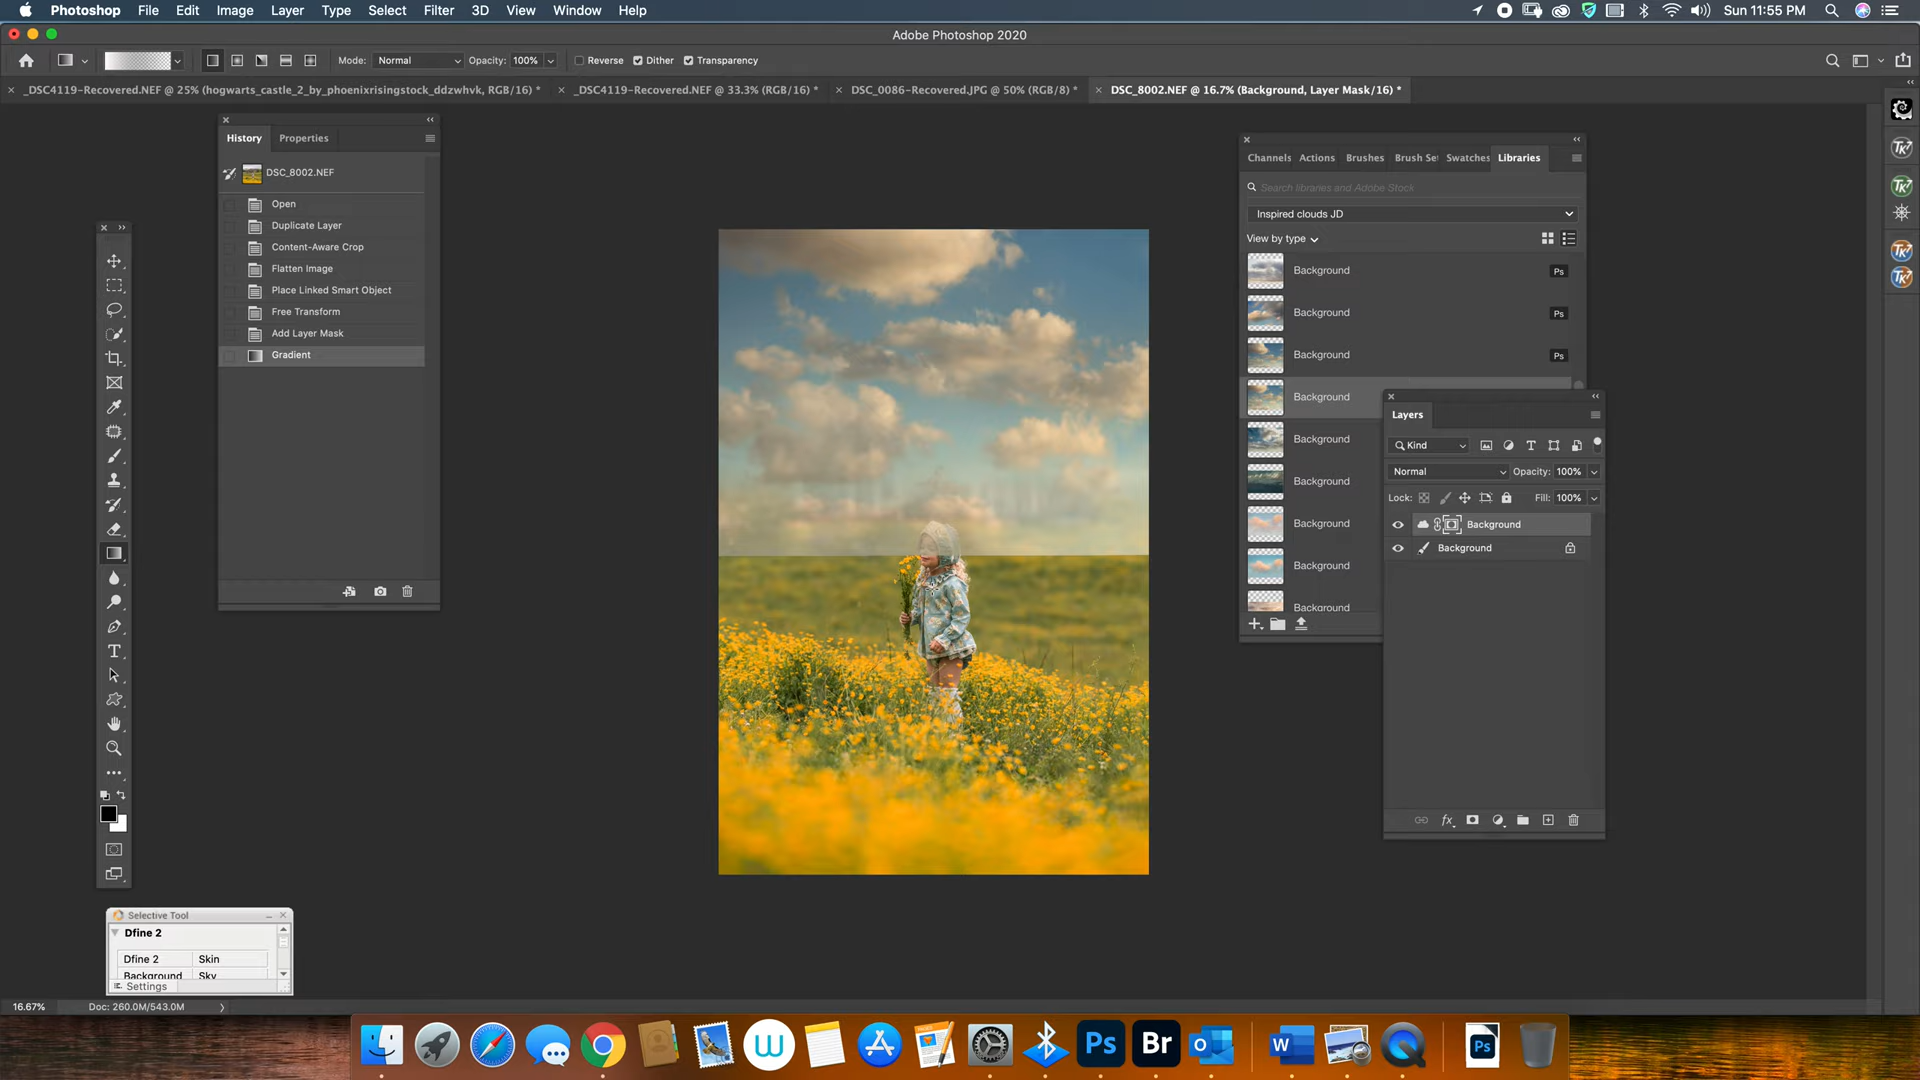 Photoshop File Edit Image Layer Type Select Filter 3D View Window Help Sun 11:55 PM
Adobe Photoshop 2020
Mode: Normal Opacity: 100% Reverse Dither Transparency
_DSC4119-Recovered.NEF @ 25% (hogwarts_castle_2_by_phoenixrisingstock_ddzwhvk, RGB/16) * _DSC4119-Recovered.NEF @ 33.3% (RGB/16) * DSC_0086-Recovered.JPG @ 50% (RGB/8) * DSC_8002.NEF @ 16.7% (Background, Layer Mask/16) *
History Properties
DSC_8002.NEF
Open
Duplicate Layer
Content-Aware Crop
Flatten Image
Place Linked Smart Object
Free Transform
Add Layer Mask
Gradient
Channels Actions Brushes Brush Set Swatches Libraries
Search libraries and Adobe Stock
Inspired clouds JD
View by type
Background Ps
Background Ps
Background Ps
Background
Background
Background
Background
Background
Background
Layers
Kind
Normal Opacity: 100%
Lock: Fill: 100%
Background
Background
Selective Tool
Dfine 2
Dfine 2 Skin
Background Sky
Settings
16.67% Doc: 260.0M/543.0M
TK7
TK7
TK7
TK7
W Ps Br O W Ps